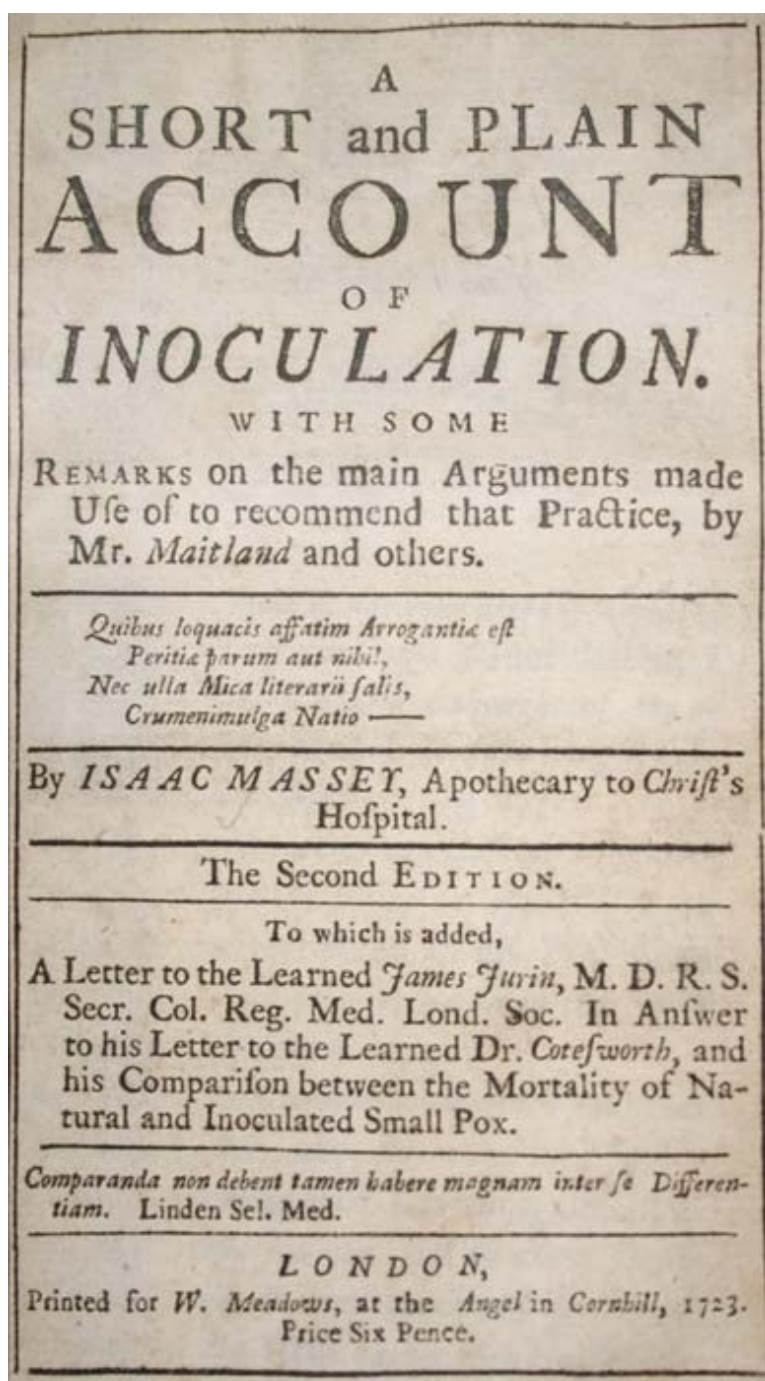 A
SHORT and PLAIN
ACCOUNT
OF
INOCULATION.
WITH SOME
REMARKS on the main Arguments made
Uſe of to recommend that Practice, by
Mr. Maitland and others.
Quibus loquacis affatim Arrogantiæ eſt
Peritiæ parum aut nihil,
Nec ulla Mica literarii ſalis,
Crumenimulga Natio ——
By ISAAC MASSEY, Apothecary to Chriſt's
Hoſpital.
The Second EDITION.
To which is added,
A Letter to the Learned James Jurin, M. D. R. S.
Secr. Col. Reg. Med. Lond. Soc. In Anſwer
to his Letter to the Learned Dr. Coteſworth, and
his Compariſon between the Mortality of Na-
tural and Inoculated Small Pox.
Comparanda non debent tamen habere magnam inter ſe Differen-
tiam. Linden Sel. Med.
LONDON,
Printed for W. Meadows, at the Angel in Cornhill, 1723.
Price Six Pence.